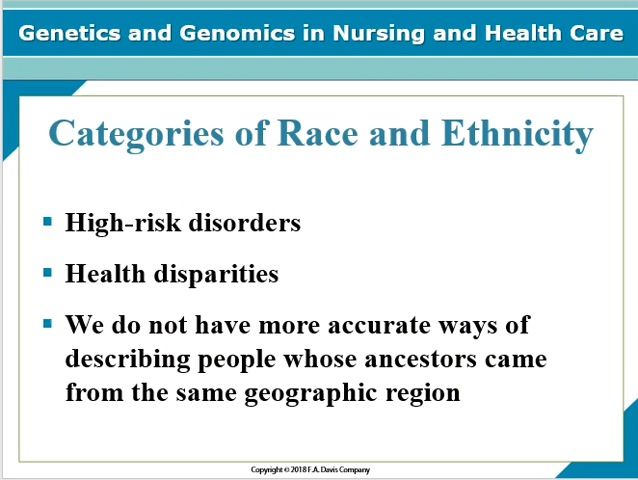 Genetics and Genomics in Nursing and Health Care
Categories of Race and Ethnicity
▪ High-risk disorders
▪ Health disparities
▪ We do not have more accurate ways of
describing people whose ancestors came
from the same geographic region
Copyright © 2018 F.A. Davis Company